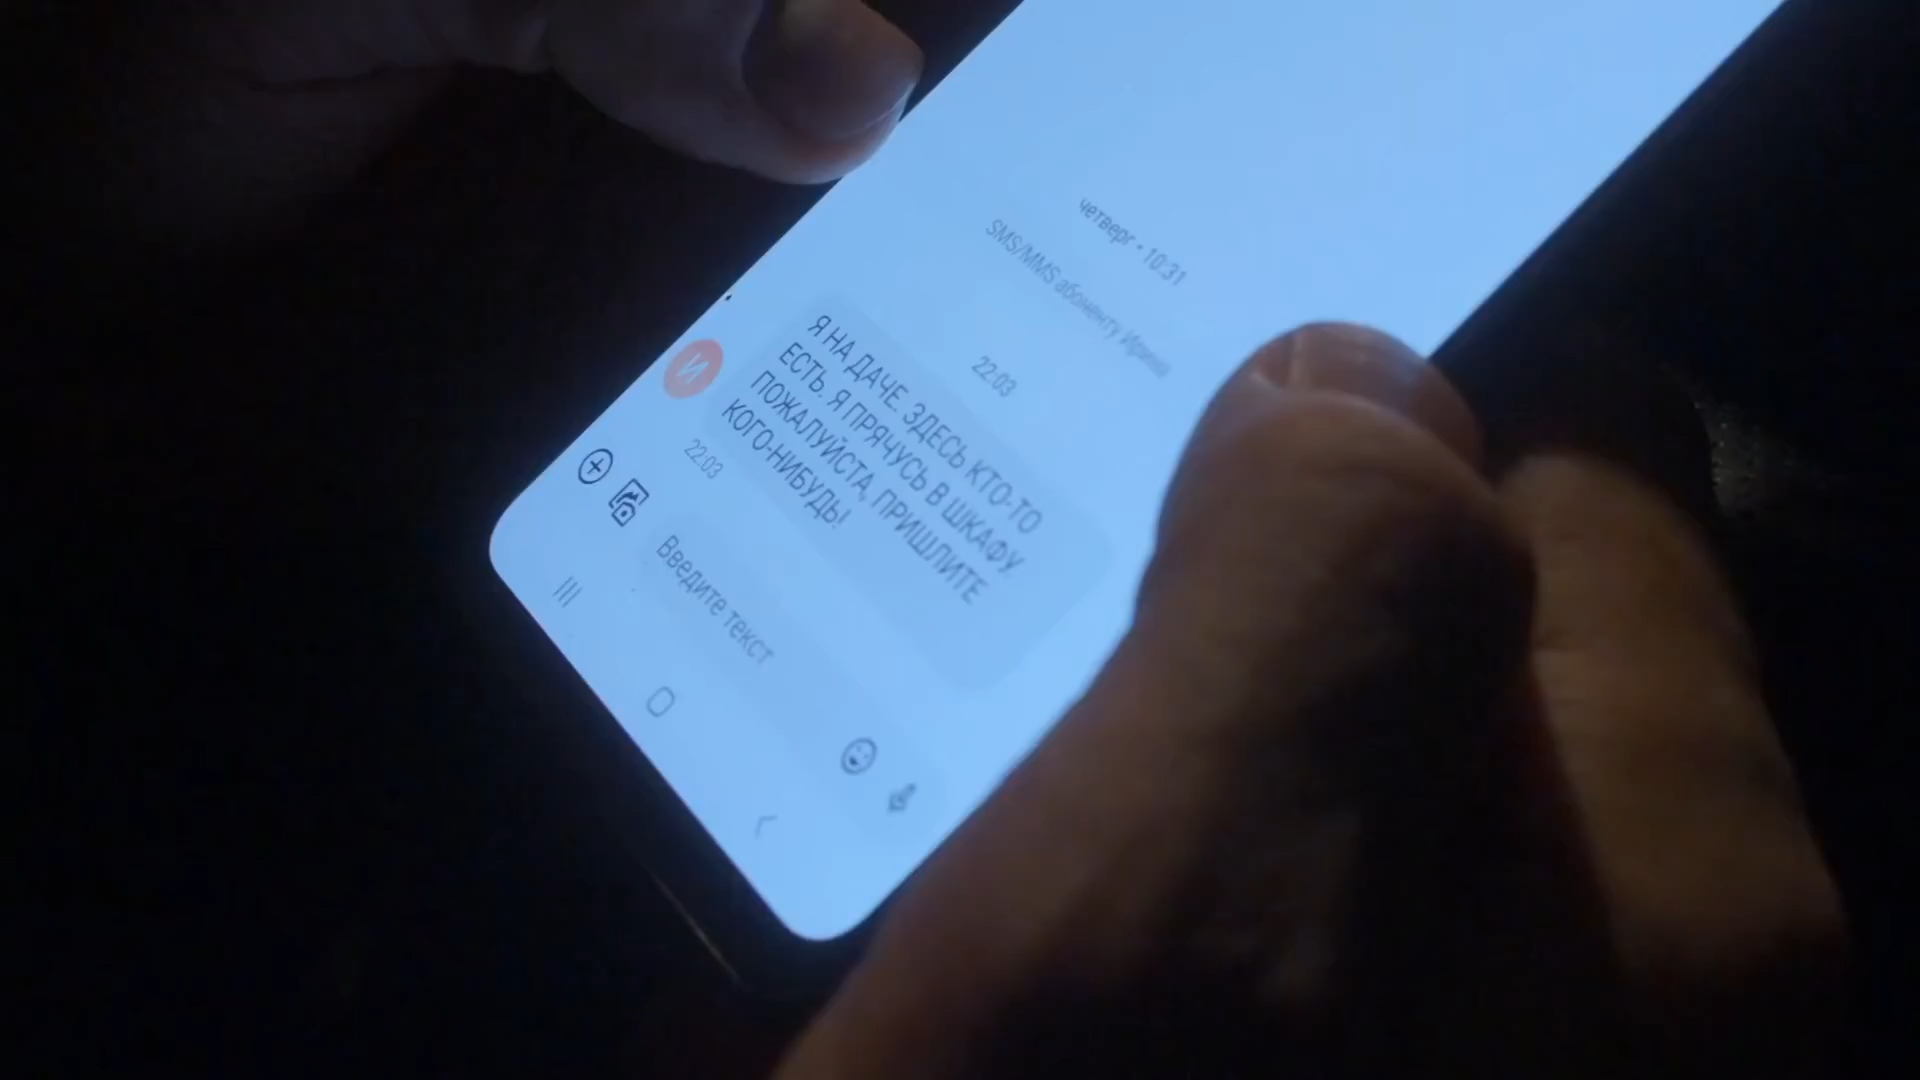 четверг • 10:31
SMS/MMS абоненту Ирина
22:03
Я НА ДАЧЕ. ЗДЕСЬ КТО-ТО
ЕСТЬ. Я ПРЯЧУСЬ В ШКАФУ
ПОЖАЛУЙСТА, ПРИШЛИТЕ
КОГО-НИБУДЬ!
И
22:03
Введите текст